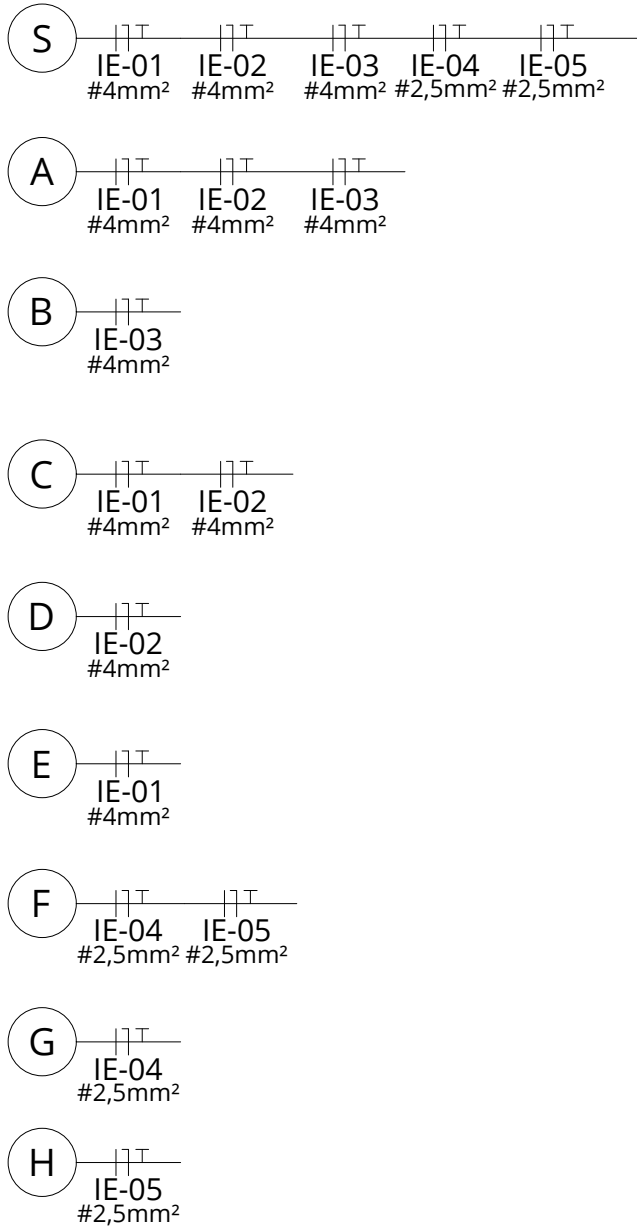 S
IE-01 IE-02 IE-03 IE-04 IE-05
#4mm² #4mm² #4mm² #2,5mm² #2,5mm²
A
IE-01 IE-02 IE-03
#4mm² #4mm² #4mm²
B
IE-03
#4mm²
C
IE-01 IE-02
#4mm² #4mm²
D
IE-02
#4mm²
E
IE-01
#4mm²
F
IE-04 IE-05
#2,5mm² #2,5mm²
G
IE-04
#2,5mm²
H
IE-05
#2,5mm²